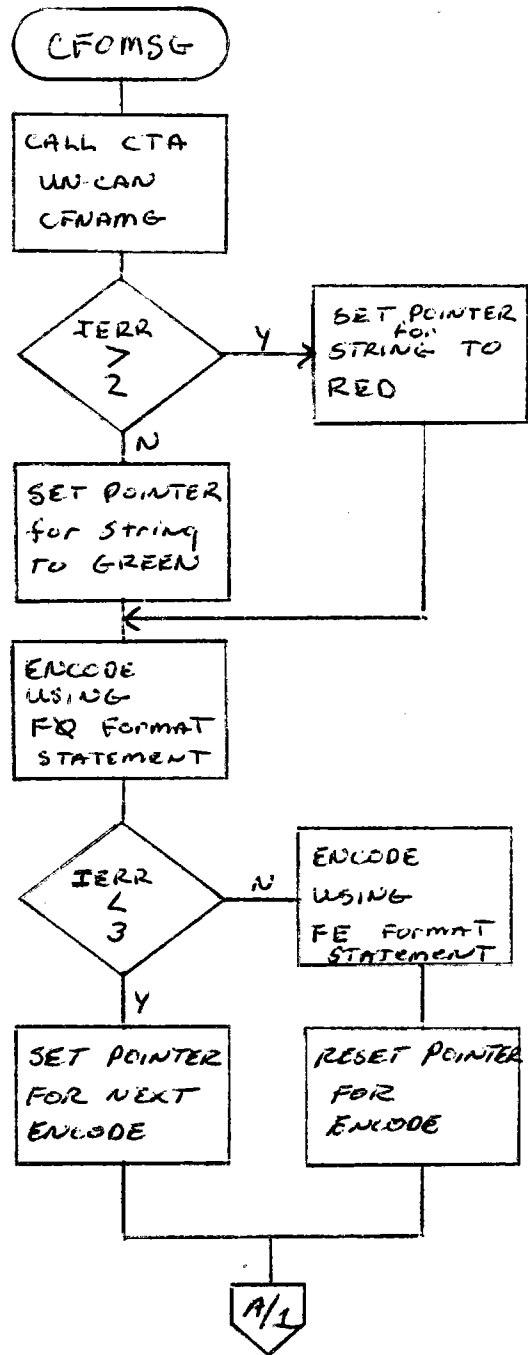 CFOMSG
CALL CTA
UN-CAN
CFNAMG
IERR
>
2
Y
N
SET POINTER
for
STRING TO
RED
SET POINTER
for String
TO GREEN
ENCODE
USING
FORMAT
STATEMENT
IERR
<
3
N
Y
ENCODE
USING
FE FORMAT
STATEMENT
SET POINTER
FOR NEXT
ENCODE
RESET POINTER
FOR
ENCODE
A/1